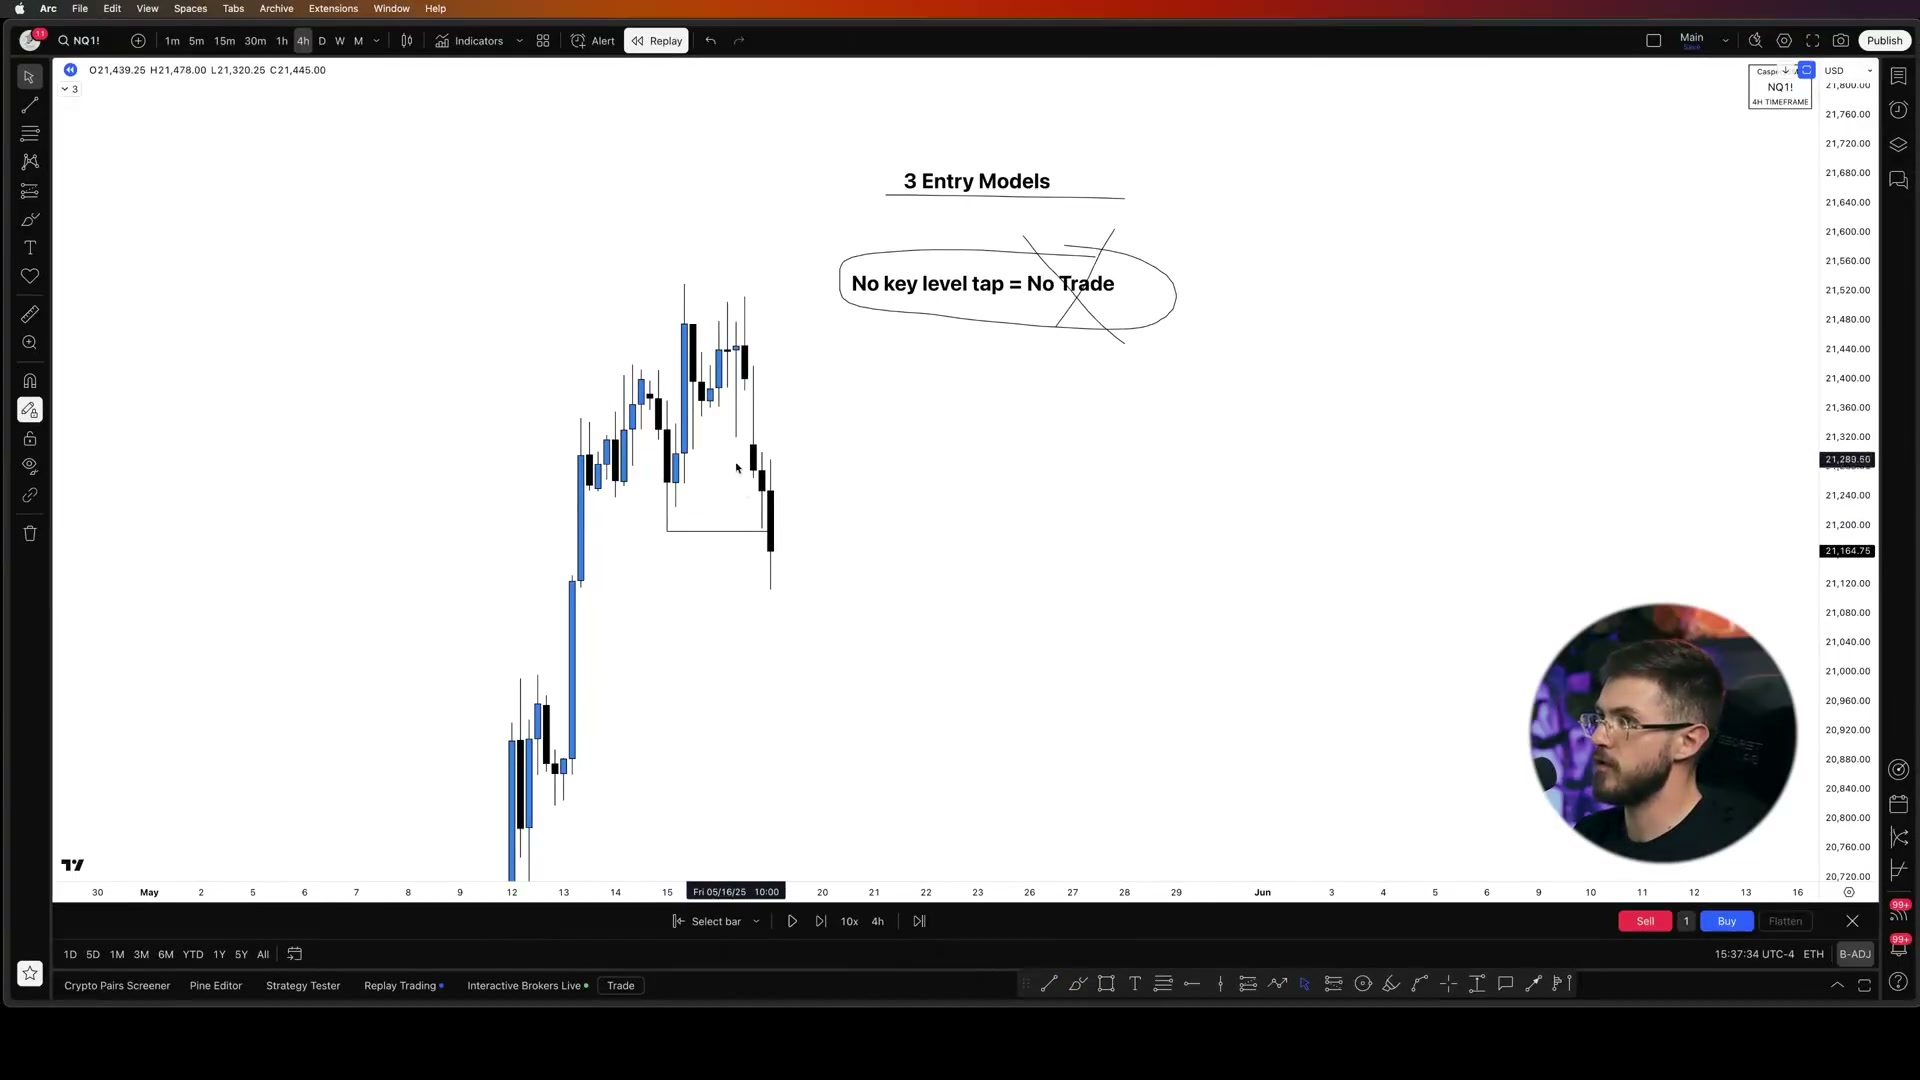 Arc File Edit View Spaces Tabs Archive Extensions Window Help
11 NQ1! 1m 5m 15m 30m 1h 4h D W M Indicators Alert Replay Main Save Publish
O21,439.25 H21,478.00 L21,320.25 C21,445.00
3
NQ1!
4H TIMEFRAME
USD
21,800.00
21,760.00
21,720.00
21,680.00
21,640.00
21,600.00
21,560.00
21,520.00
21,480.00
21,440.00
21,400.00
21,360.00
21,320.00
21,289.50
21,240.00
21,200.00
21,164.75
21,120.00
21,080.00
21,040.00
21,000.00
20,960.00
20,920.00
20,880.00
20,840.00
20,800.00
20,760.00
20,720.00
3 Entry Models
No key level tap = No Trade
30 May 2 5 6 7 8 9 12 13 14 15 Fri 05/16/25 10:00 20 21 22 23 26 27 28 29 Jun 3 4 5 6 9 10 11 12 13 16
Select bar 10x 4h Sell 1 Buy Flatten
99+
99+
1D 5D 1M 3M 6M YTD 1Y 5Y All 15:37:34 UTC-4 ETH B-ADJ
Crypto Pairs Screener Pine Editor Strategy Tester Replay Trading Interactive Brokers Live Trade